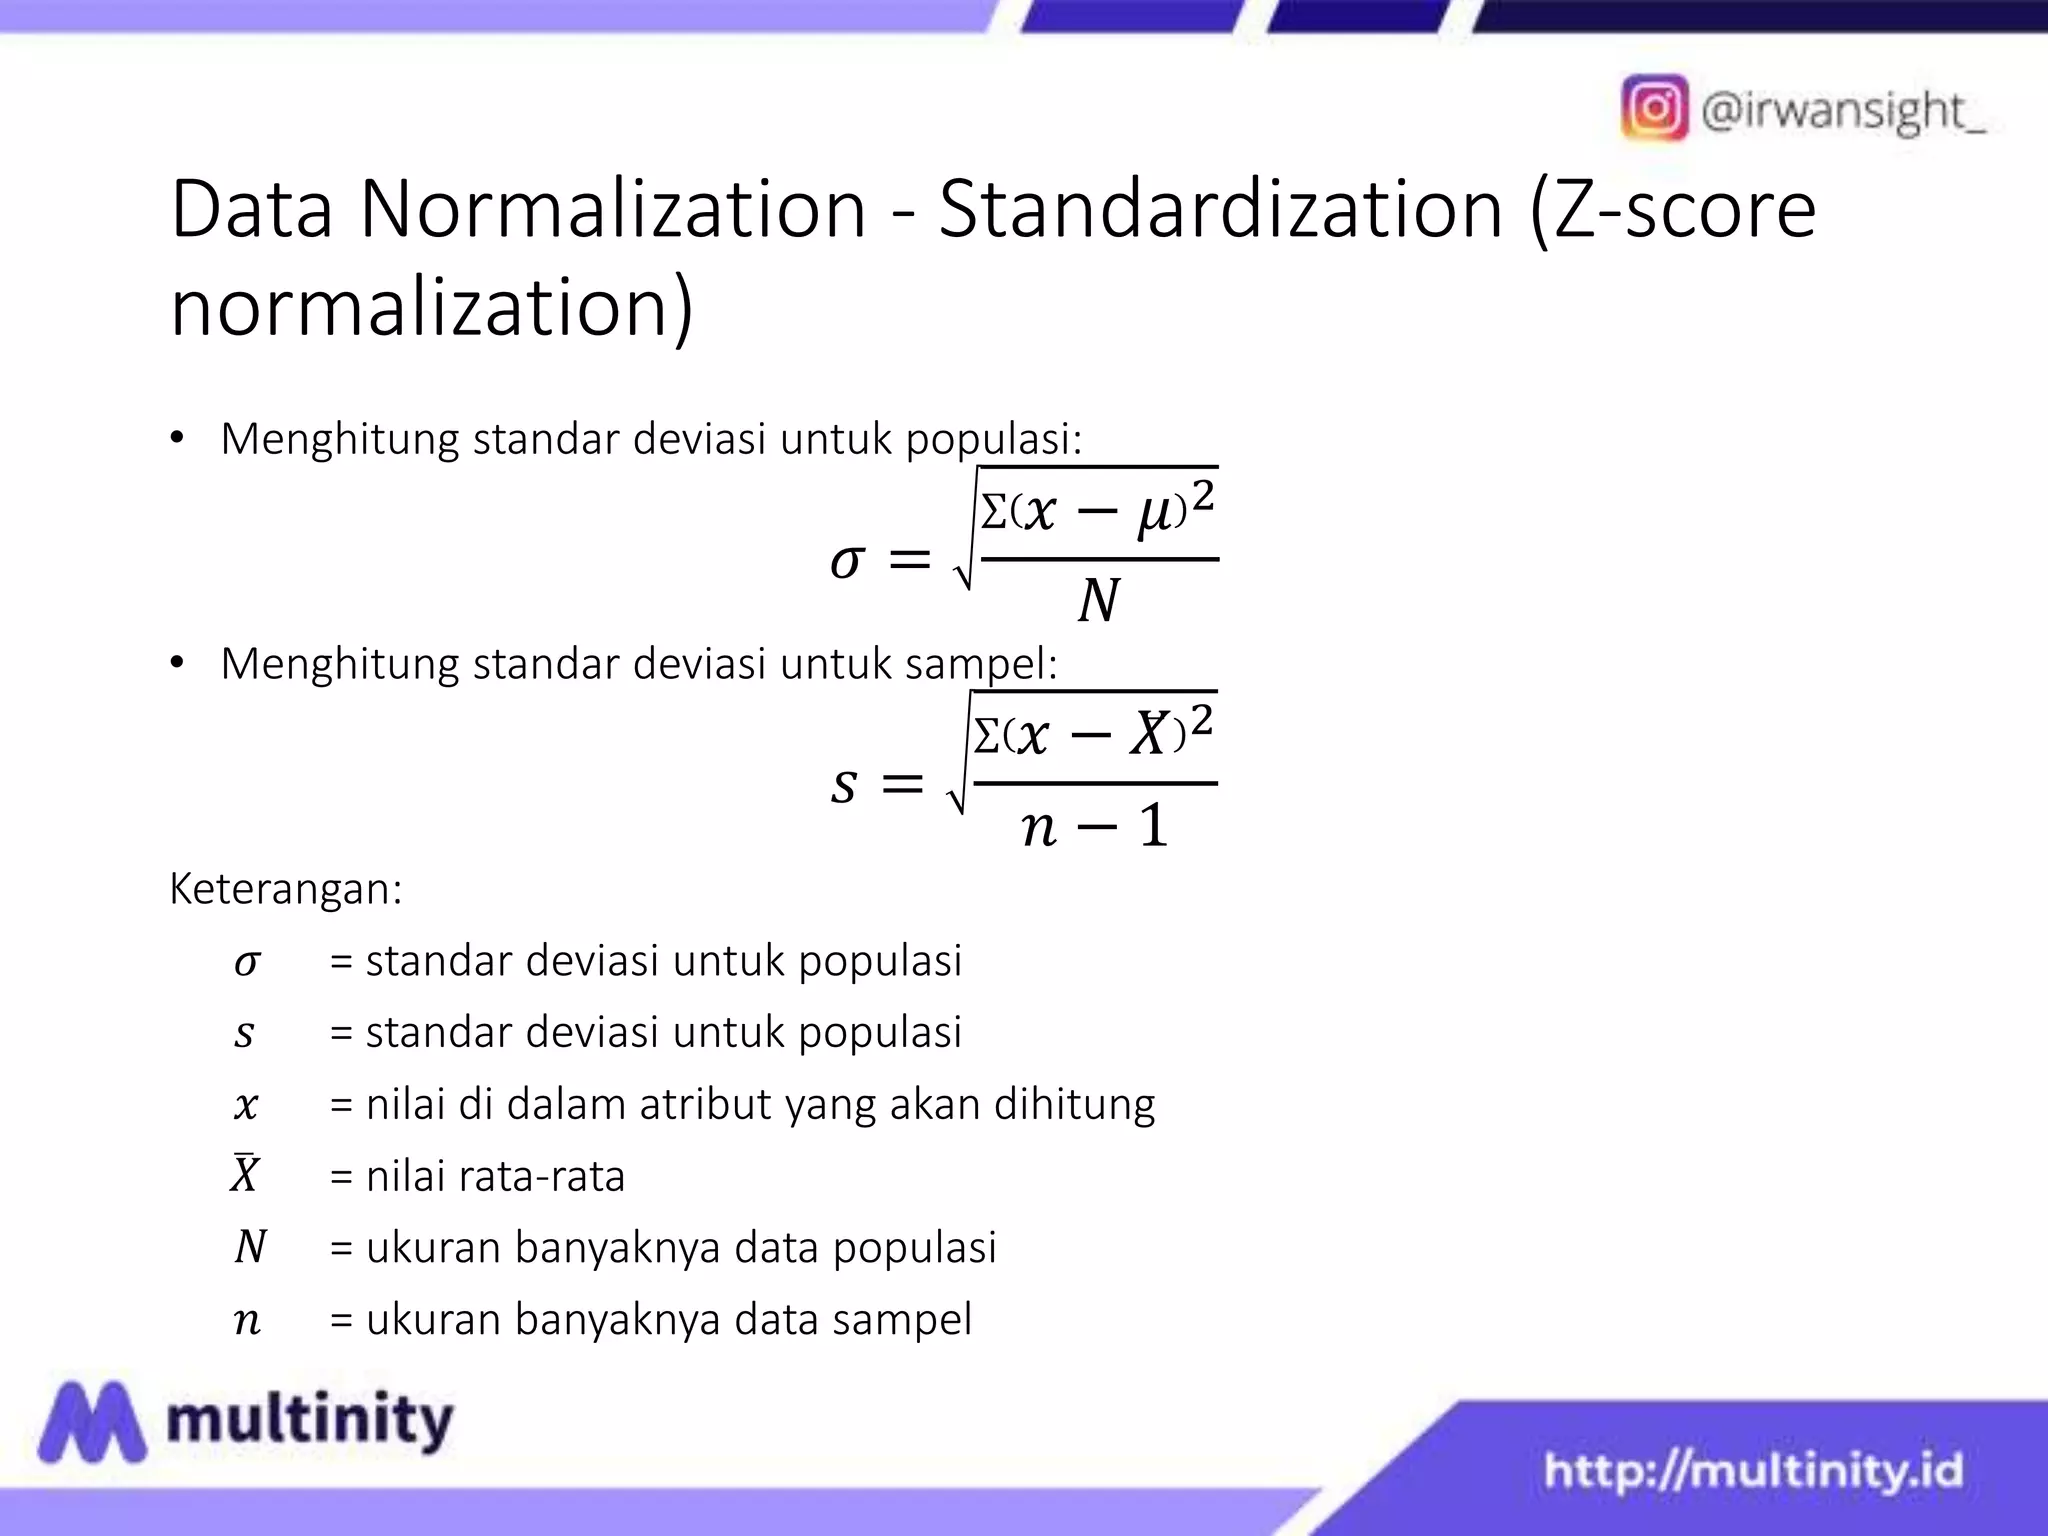 @irwansight_
Data Normalization - Standardization (Z-score
normalization)
• Menghitung standar deviasi untuk populasi:
𝜎 = √(Σ(𝑥 − 𝜇)² / 𝑁)
• Menghitung standar deviasi untuk sampel:
𝑠 = √(Σ(𝑥 − X̄)² / 𝑛 − 1)
Keterangan:
𝜎 = standar deviasi untuk populasi
𝑠 = standar deviasi untuk populasi
𝑥 = nilai di dalam atribut yang akan dihitung
X̄ = nilai rata-rata
𝑁 = ukuran banyaknya data populasi
𝑛 = ukuran banyaknya data sampel
multinity
http://multinity.id